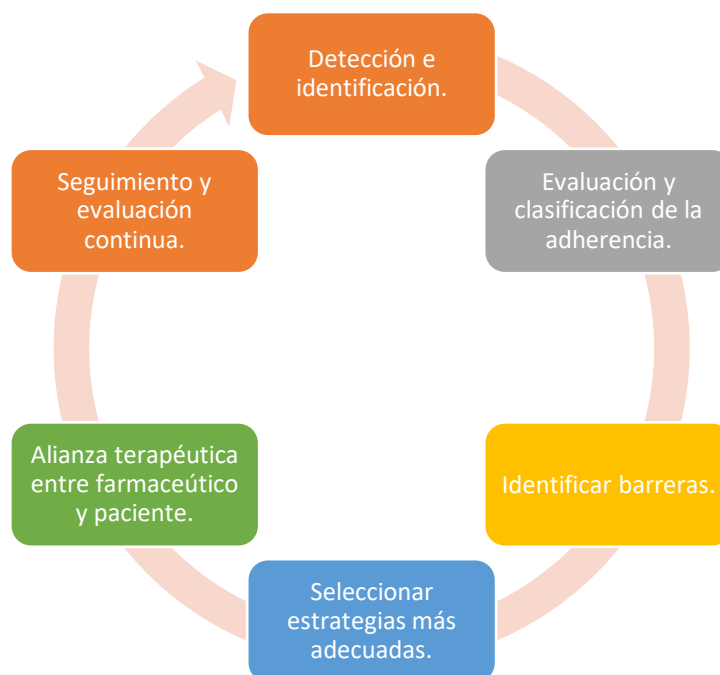 Detección e
identificación.
Evaluación y
clasificación de la
adherencia.
Identificar barreras.
Seleccionar
estrategias más
adecuadas.
Alianza terapéutica
entre farmaceútico
y paciente.
Seguimiento y
evaluación
continua.